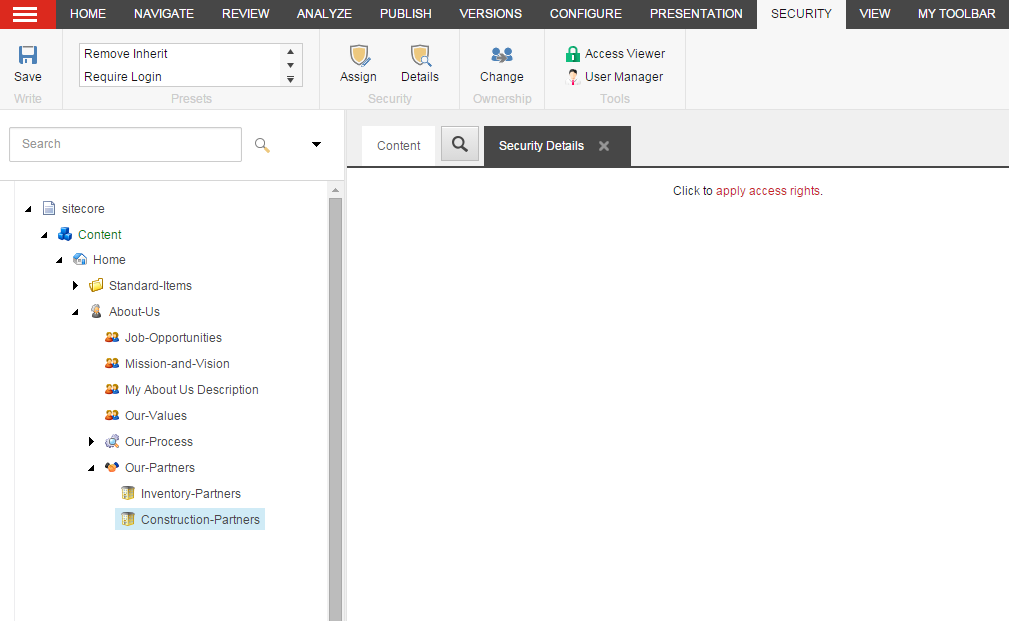 HOME NAVIGATE REVIEW ANALYZE PUBLISH VERSIONS CONFIGURE PRESENTATION SECURITY VIEW MY TOOLBAR
Remove Inherit
Require Login
Save
Write
Presets
Assign
Details
Security
Change
Ownership
Access Viewer
User Manager
Tools
Search
Content
Security Details
Click to apply access rights.
sitecore
Content
Home
Standard-Items
About-Us
Job-Opportunities
Mission-and-Vision
My About Us Description
Our-Values
Our-Process
Our-Partners
Inventory-Partners
Construction-Partners